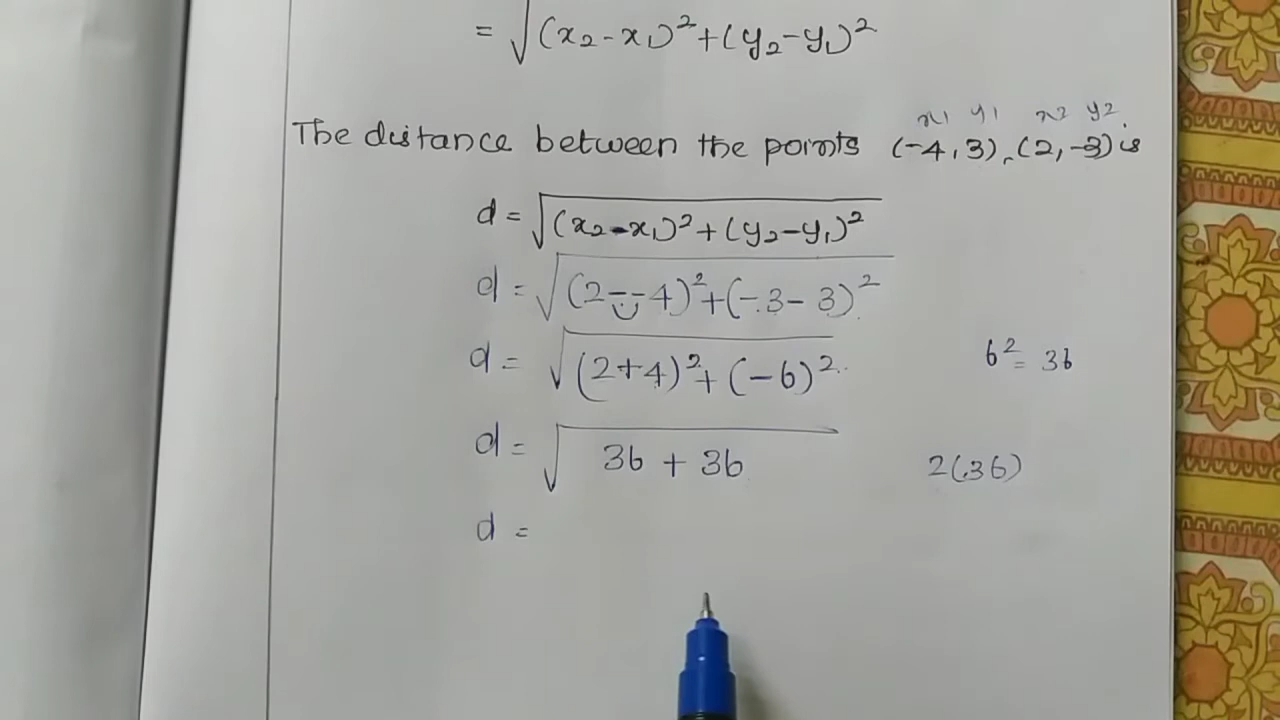 = √(x₂-x₁)²+(y₂-y₁)²
x1 y1 x2 y2
The distance between the points (-4,3), (2,-3) is
d = √(x₂-x₁)²+(y₂-y₁)²
d = √(2--4)²+(-3-3)²
d = √(2+4)²+(-6)²
6² = 36
d = √36 + 36
2(36)
d =